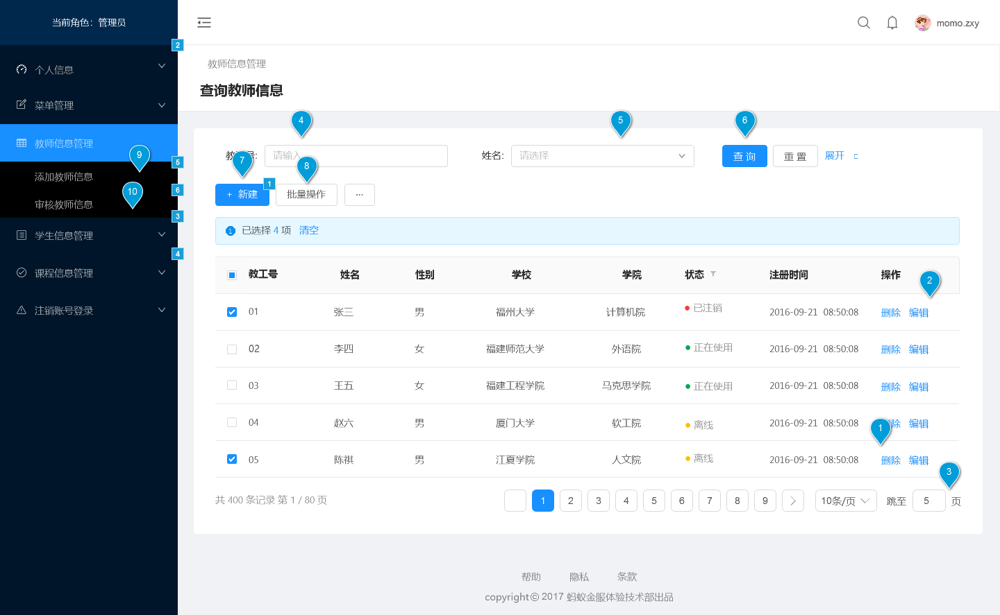 当前角色：管理员
momo.zxy
2
个人信息
菜单管理
教师信息管理
9
5
添加教师信息
6
10
审核教师信息
3
学生信息管理
4
课程信息管理
注销账号登录
教师信息管理
查询教师信息
4
5
6
号:
请输入
姓名:
请选择
查 询
重 置
展开
7
8
1
+ 新建
批量操作
...
1 已选择 4 项 清空
教工号 姓名 性别 学校 学院 状态 注册时间 操作
2
01 张三 男 福州大学 计算机院 已注销 2016-09-21 08:50:08 删除 编辑
02 李四 女 福建师范大学 外语院 正在使用 2016-09-21 08:50:08 删除 编辑
03 王五 女 福建工程学院 马克思学院 正在使用 2016-09-21 08:50:08 删除 编辑
04 赵六 男 厦门大学 软工院 离线 2016-09-21 08:50:08 除 编辑
1
05 陈祺 男 江夏学院 人文院 离线 2016-09-21 08:50:08 删除 编辑
3
共 400 条记录 第 1 / 80 页
1 2 3 4 5 6 7 8 9
10条/页
跳至 5 页
帮助 隐私 条款
copyright© 2017 蚂蚁金服体验技术部出品